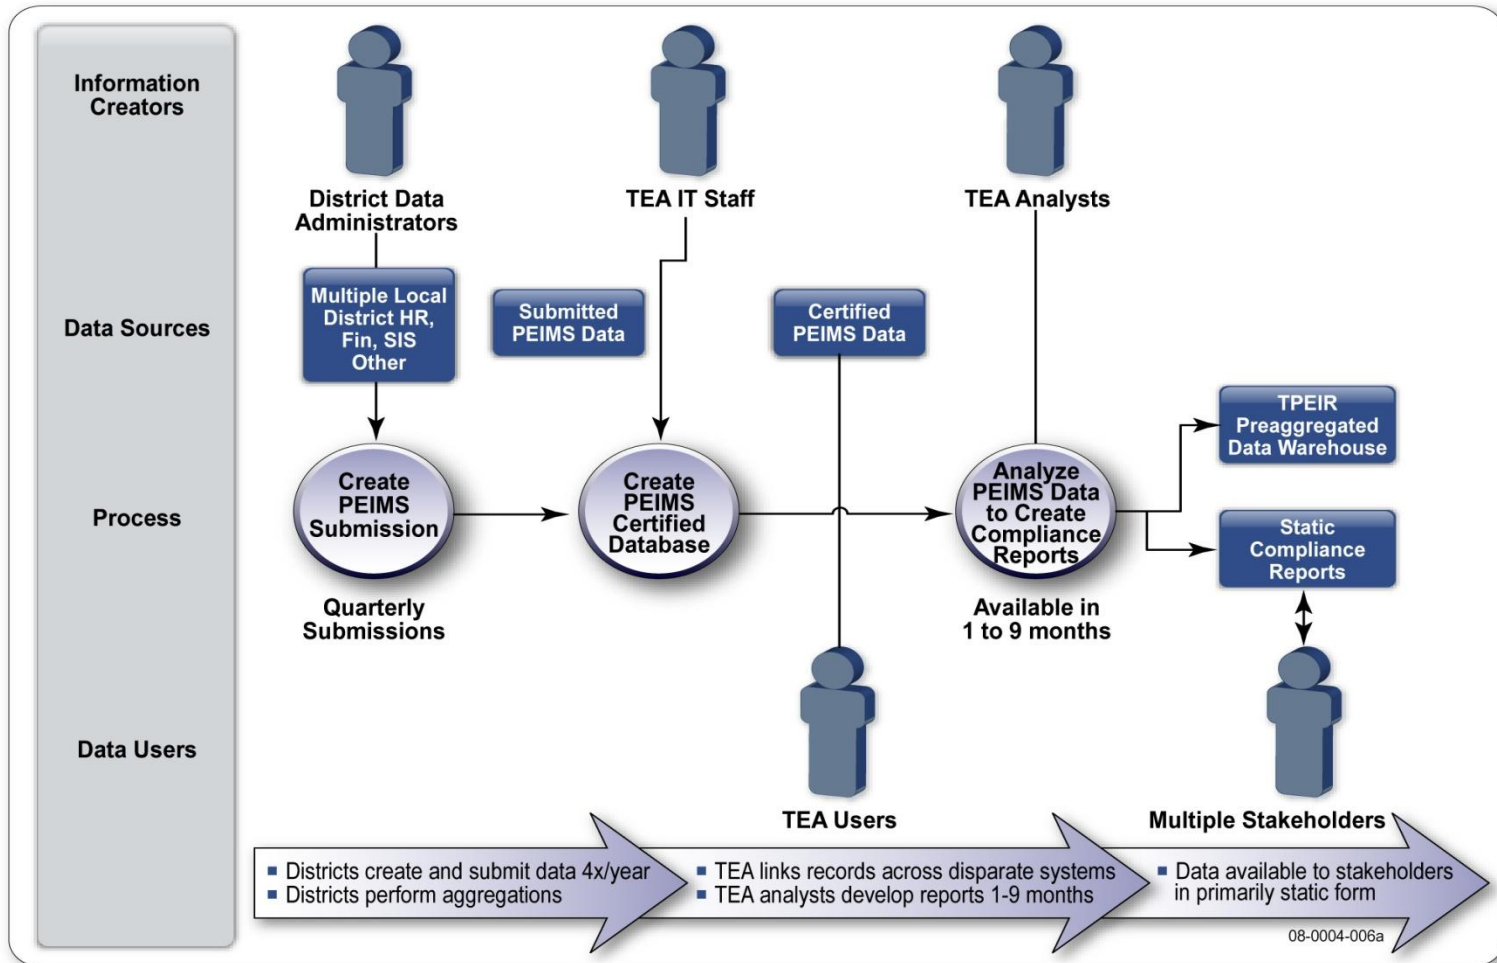 Information
Creators
Data Sources
Process
Data Users
District Data
Administrators
TEA IT Staff
TEA Analysts
Multiple Local
District HR,
Fin, SIS
Other
Submitted
PEIMS Data
Certified
PEIMS Data
TPEIR
Preaggregated
Data Warehouse
Create
PEIMS
Submission
Create
PEIMS
Certified
Database
Analyze
PEIMS Data
to Create
Compliance
Reports
Static
Compliance
Reports
Quarterly
Submissions
Available in
1 to 9 months
TEA Users
Multiple Stakeholders
▪ Districts create and submit data 4x/year
▪ Districts perform aggregations
▪ TEA links records across disparate systems
▪ TEA analysts develop reports 1-9 months
▪ Data available to stakeholders
in primarily static form
08-0004-006a